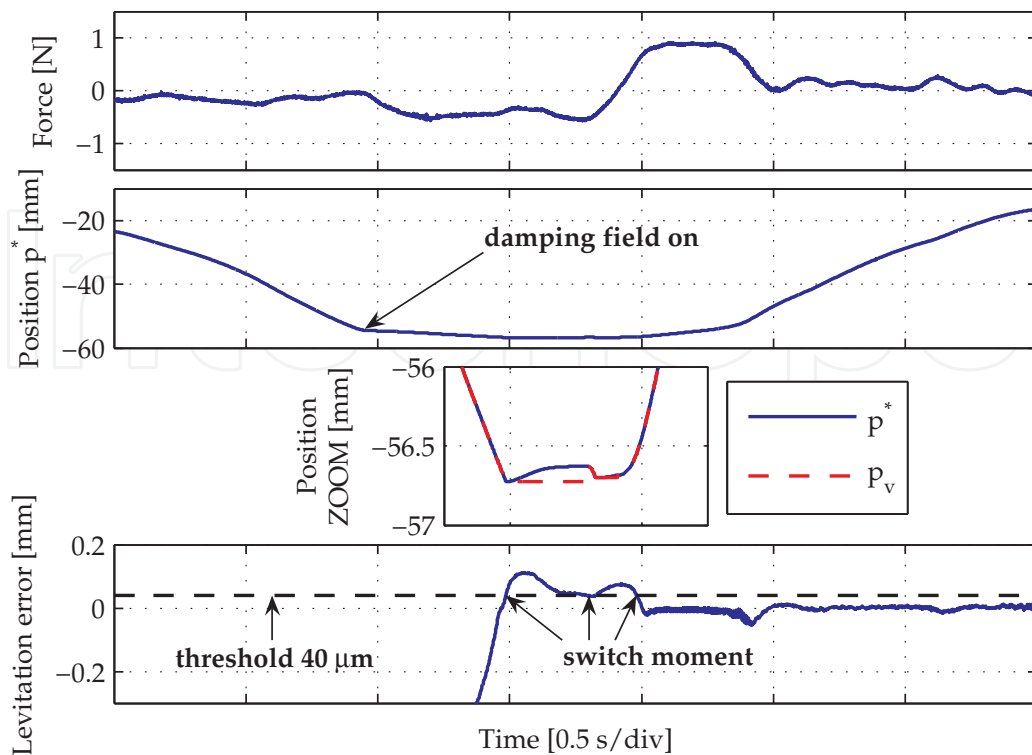 Force [N]
1
0
−1
Position p* [mm]
−20
−40
−60
damping field on
Position
ZOOM [mm]
−56
−56.5
−57
p*
p_v
Levitation error [mm]
0.2
0
−0.2
threshold 40 μm
switch moment
Time [0.5 s/div]